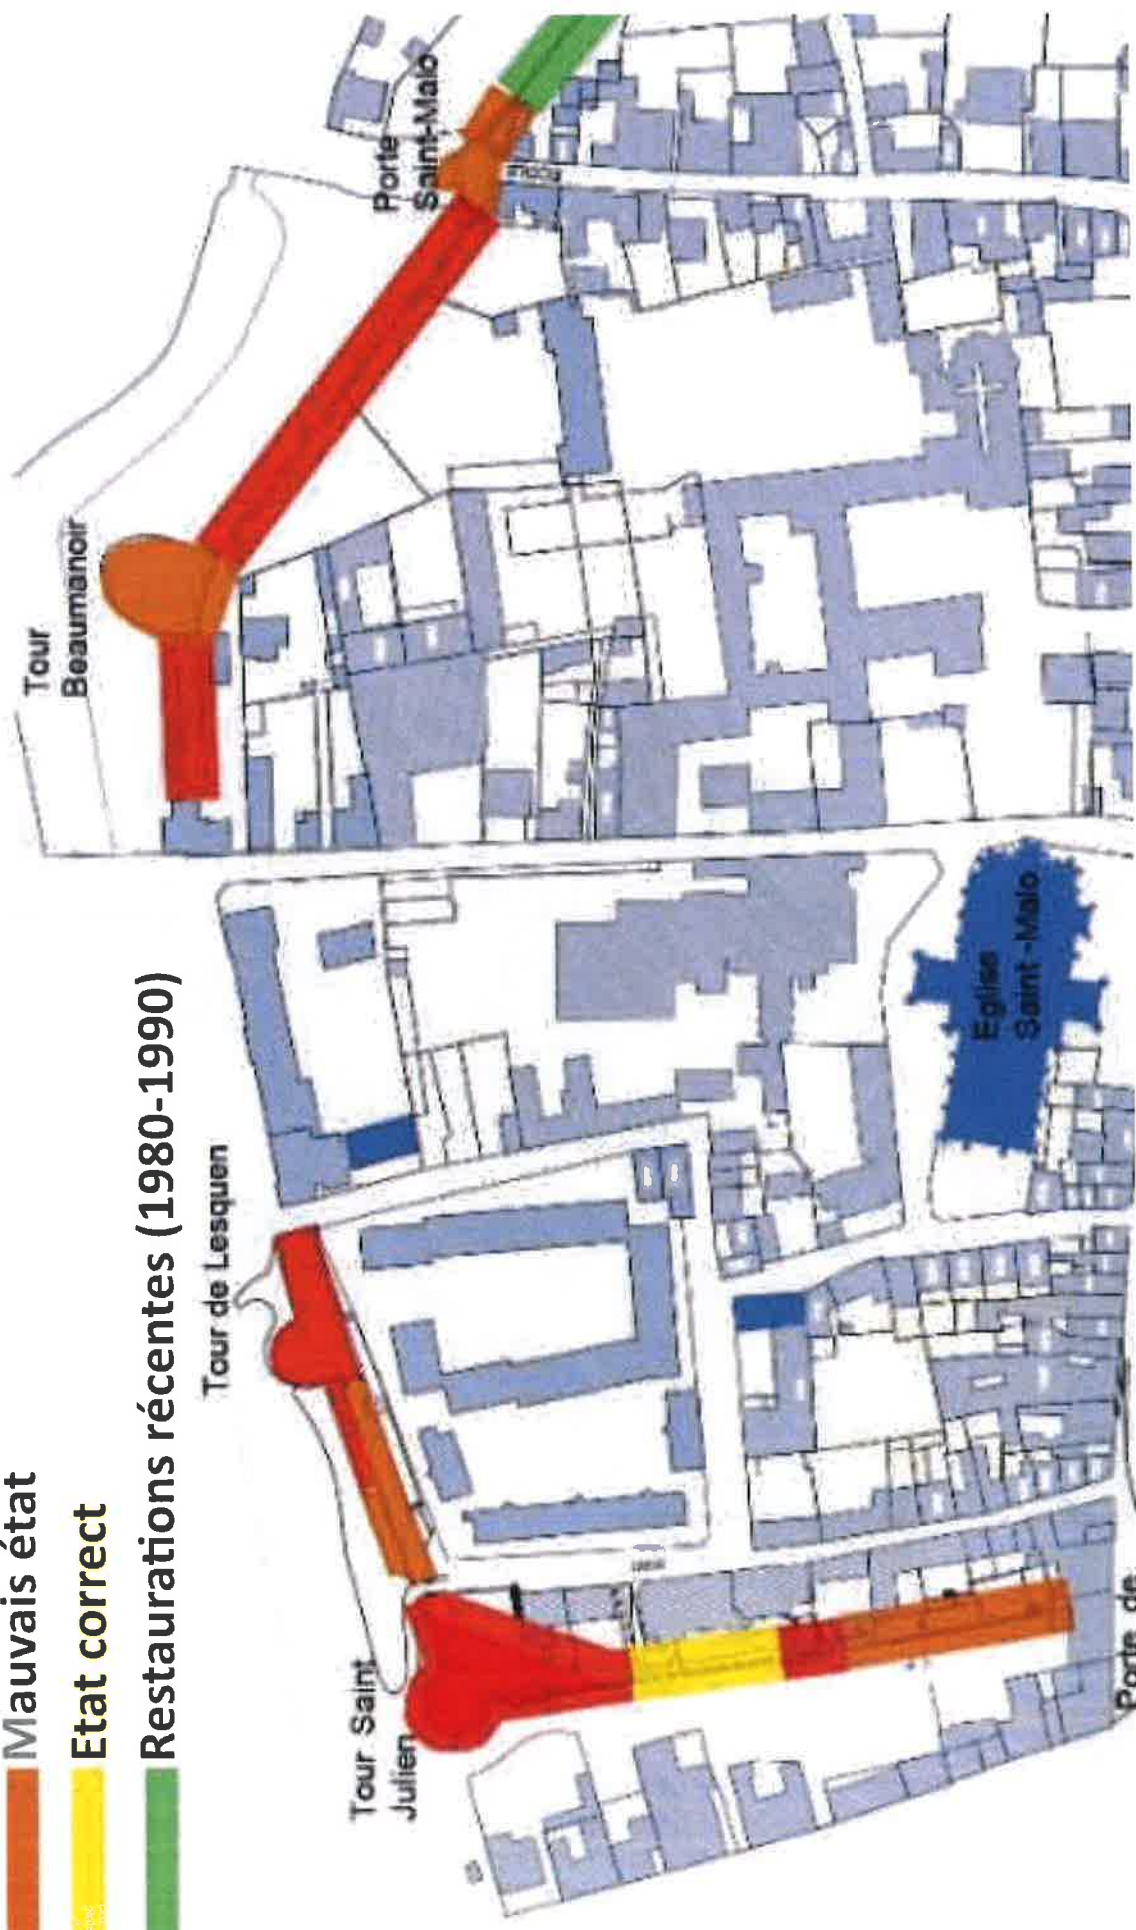 Mauvais état
Etat correct
Restaurations récentes (1980-1990)
Tour Saint
Julien
Tour de Lesquen
Tour
Beaumanoir
Porte
Saint-Malo
Eglise
Saint-Malo
Porte de